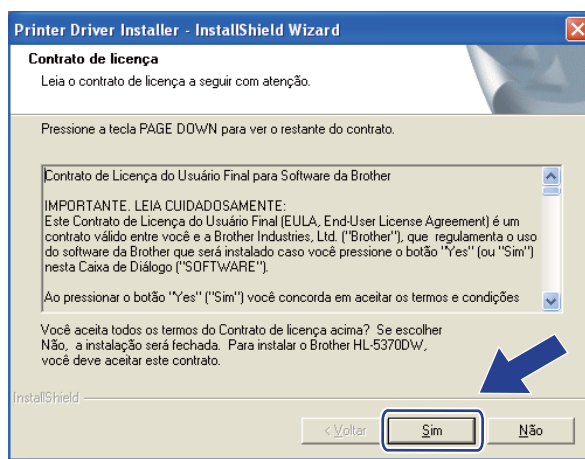 Printer Driver Installer - InstallShield Wizard
Contrato de licença
Leia o contrato de licença a seguir com atenção.
Pressione a tecla PAGE DOWN para ver o restante do contrato.
Contrato de Licença do Usuário Final para Software da Brother
IMPORTANTE. LEIA CUIDADOSAMENTE:
Este Contrato de Licença do Usuário Final (EULA, End-User License Agreement) é um
contrato válido entre você e a Brother Industries, Ltd. ("Brother"), que regulamenta o uso
do software da Brother que será instalado caso você pressione o botão "Yes" (ou "Sim")
nesta Caixa de Diálogo ("SOFTWARE").
Ao pressionar o botão "Yes" ("Sim") você concorda em aceitar os termos e condições
Você aceita todos os termos do Contrato de licença acima? Se escolher
Não, a instalação será fechada. Para instalar o Brother HL-5370DW,
você deve aceitar este contrato.
InstallShield
< Voltar Sim Não